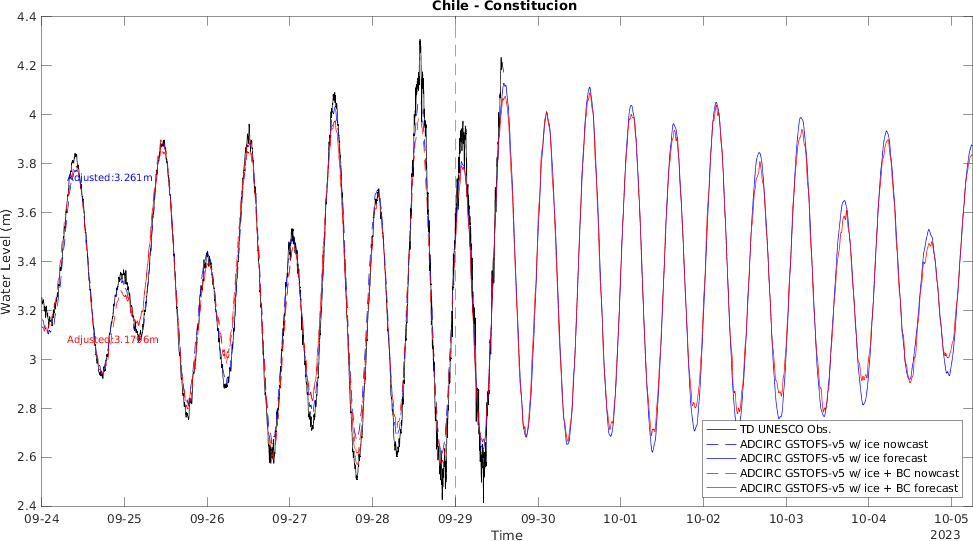 Chile - Constitucion
4.4
4.2
4
3.8
3.6
3.4
3.2
3
2.8
2.6
2.4
Water Level (m)
Adjusted:3.261m
Adjusted:3.1796m
TD UNESCO Obs.
ADCIRC GSTOFS-v5 w/ ice nowcast
ADCIRC GSTOFS-v5 w/ ice forecast
ADCIRC GSTOFS-v5 w/ ice + BC nowcast
ADCIRC GSTOFS-v5 w/ ice + BC forecast
09-24 09-25 09-26 09-27 09-28 09-29 09-30 10-01 10-02 10-03 10-04 10-05
Time
2023